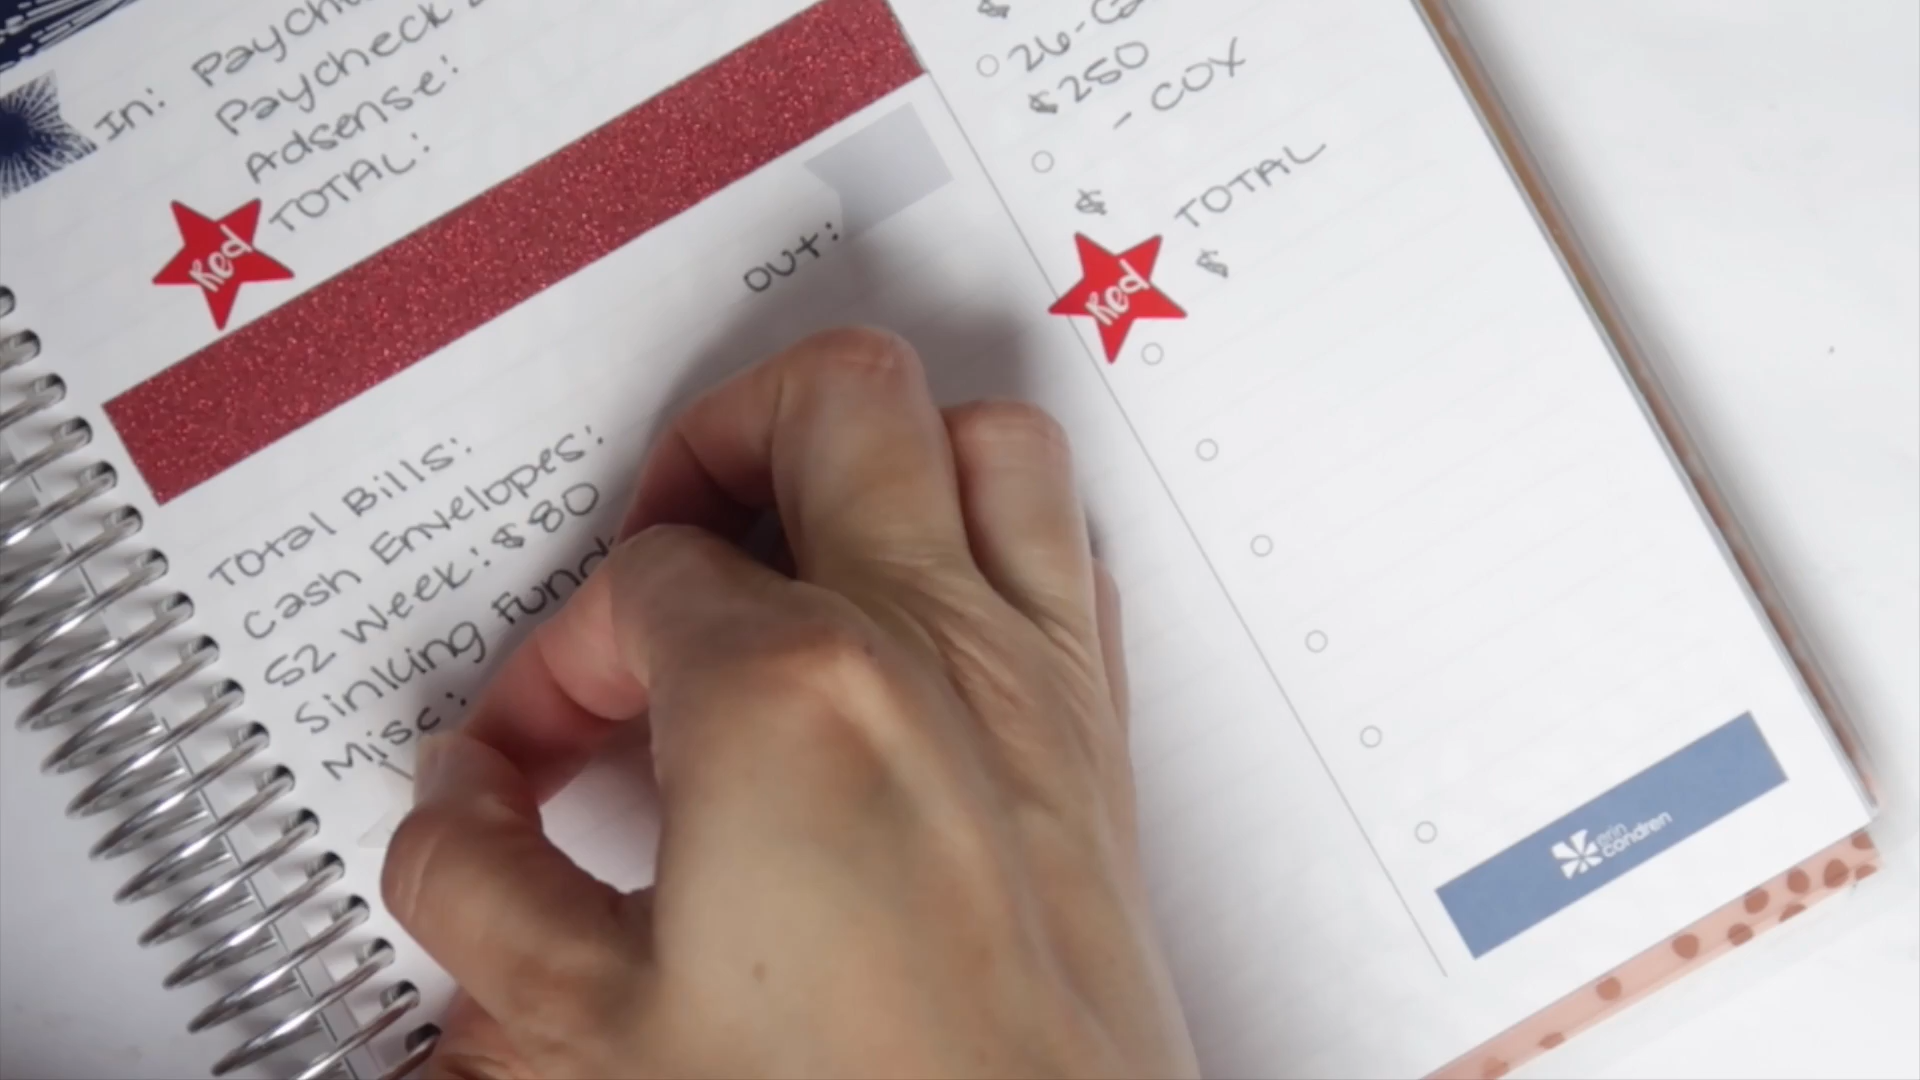 In:
Paycheck
Adsense:
TOTAL:
Red
OUT:
Total Bills:
Cash Envelopes:
52 Week: $80
Sinking Fund
Misc:
$
26-
$250
- COX
$
TOTAL
$
Red
erin condren